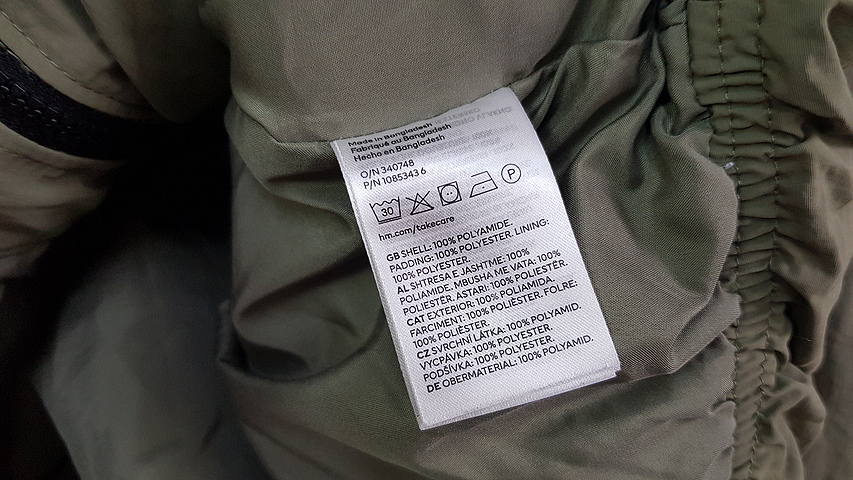 Made in Bangladesh
Fabriqué au Bangladesh
Hecho en Bangladesh
O/N 340748
P/N 1085343 6
30 P
hm.com/takecare
GB SHELL: 100% POLYAMIDE.
PADDING: 100% POLYESTER. LINING:
100% POLYESTER.
AL SHTRESA E JASHTME: 100%
POLIAMIDE. MBUSHA ME VATA: 100%
POLIESTËR. ASTARI: 100% POLIESTËR.
CAT EXTERIOR: 100% POLIAMIDA.
FARCIMENT: 100% POLIÈSTER. FOLRE:
100% POLIÈSTER.
CZ SVRCHNÍ LÁTKA: 100% POLYAMID.
VYCPÁVKA: 100% POLYESTER.
PODŠÍVKA: 100% POLYESTER.
DE OBERMATERIAL: 100% POLYAMID.